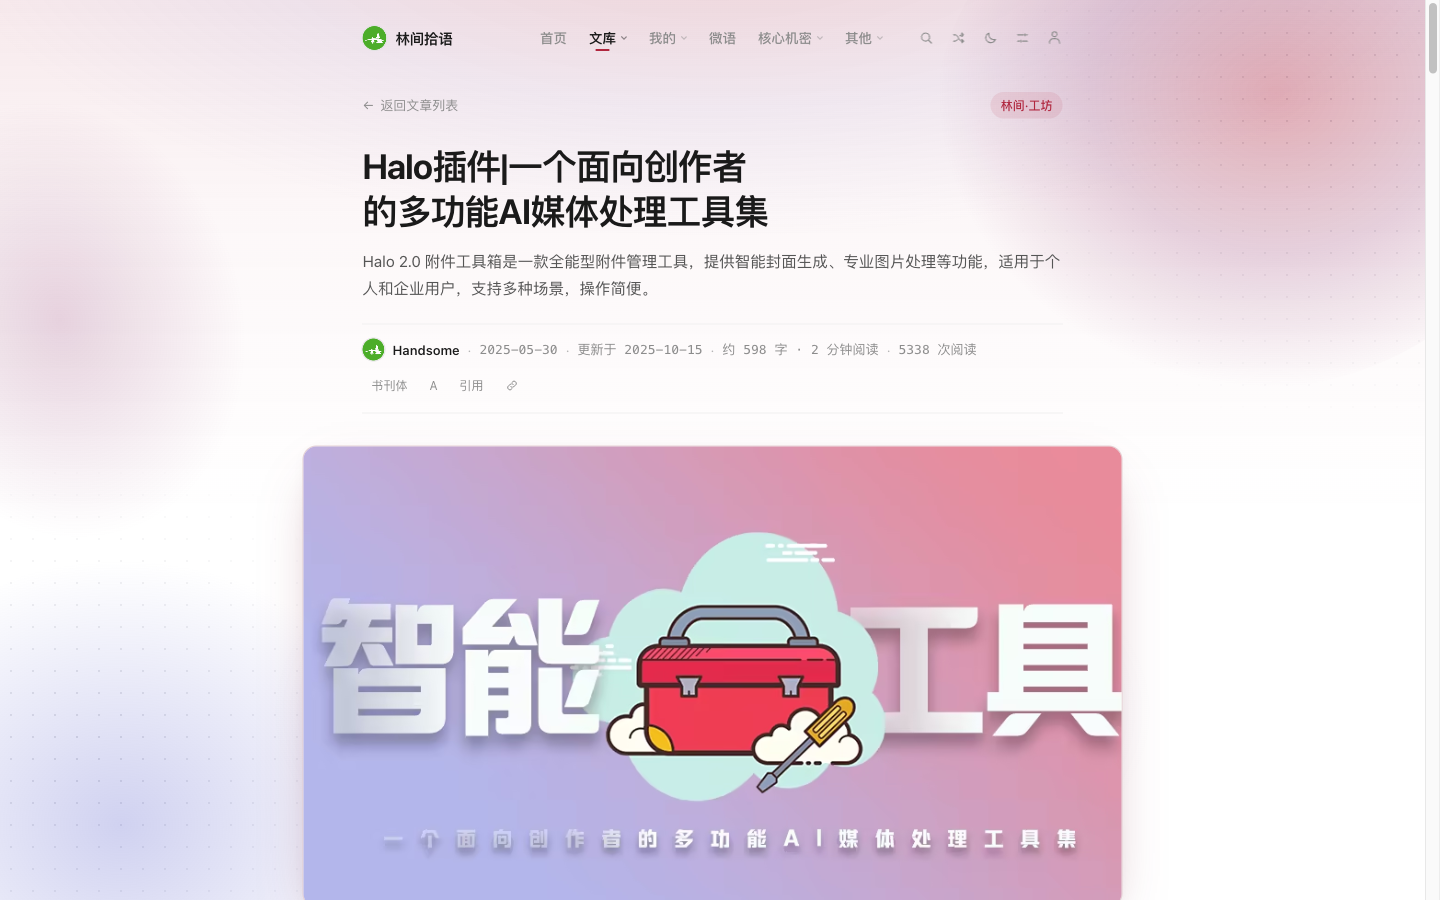 林间拾语
首页 文库 我的 微语 核心机密 其他
← 返回文章列表
林间·工坊
Halo插件|一个面向创作者
的多功能AI媒体处理工具集
Halo 2.0 附件工具箱是一款全能型附件管理工具，提供智能封面生成、专业图片处理等功能，适用于个
人和企业用户，支持多种场景，操作简便。
Handsome · 2025-05-30 · 更新于 2025-10-15 · 约 598 字 · 2 分钟阅读 · 5338 次阅读
书刊体 A 引用
智能 工具
一个面向创作者的多功能AI媒体处理工具集